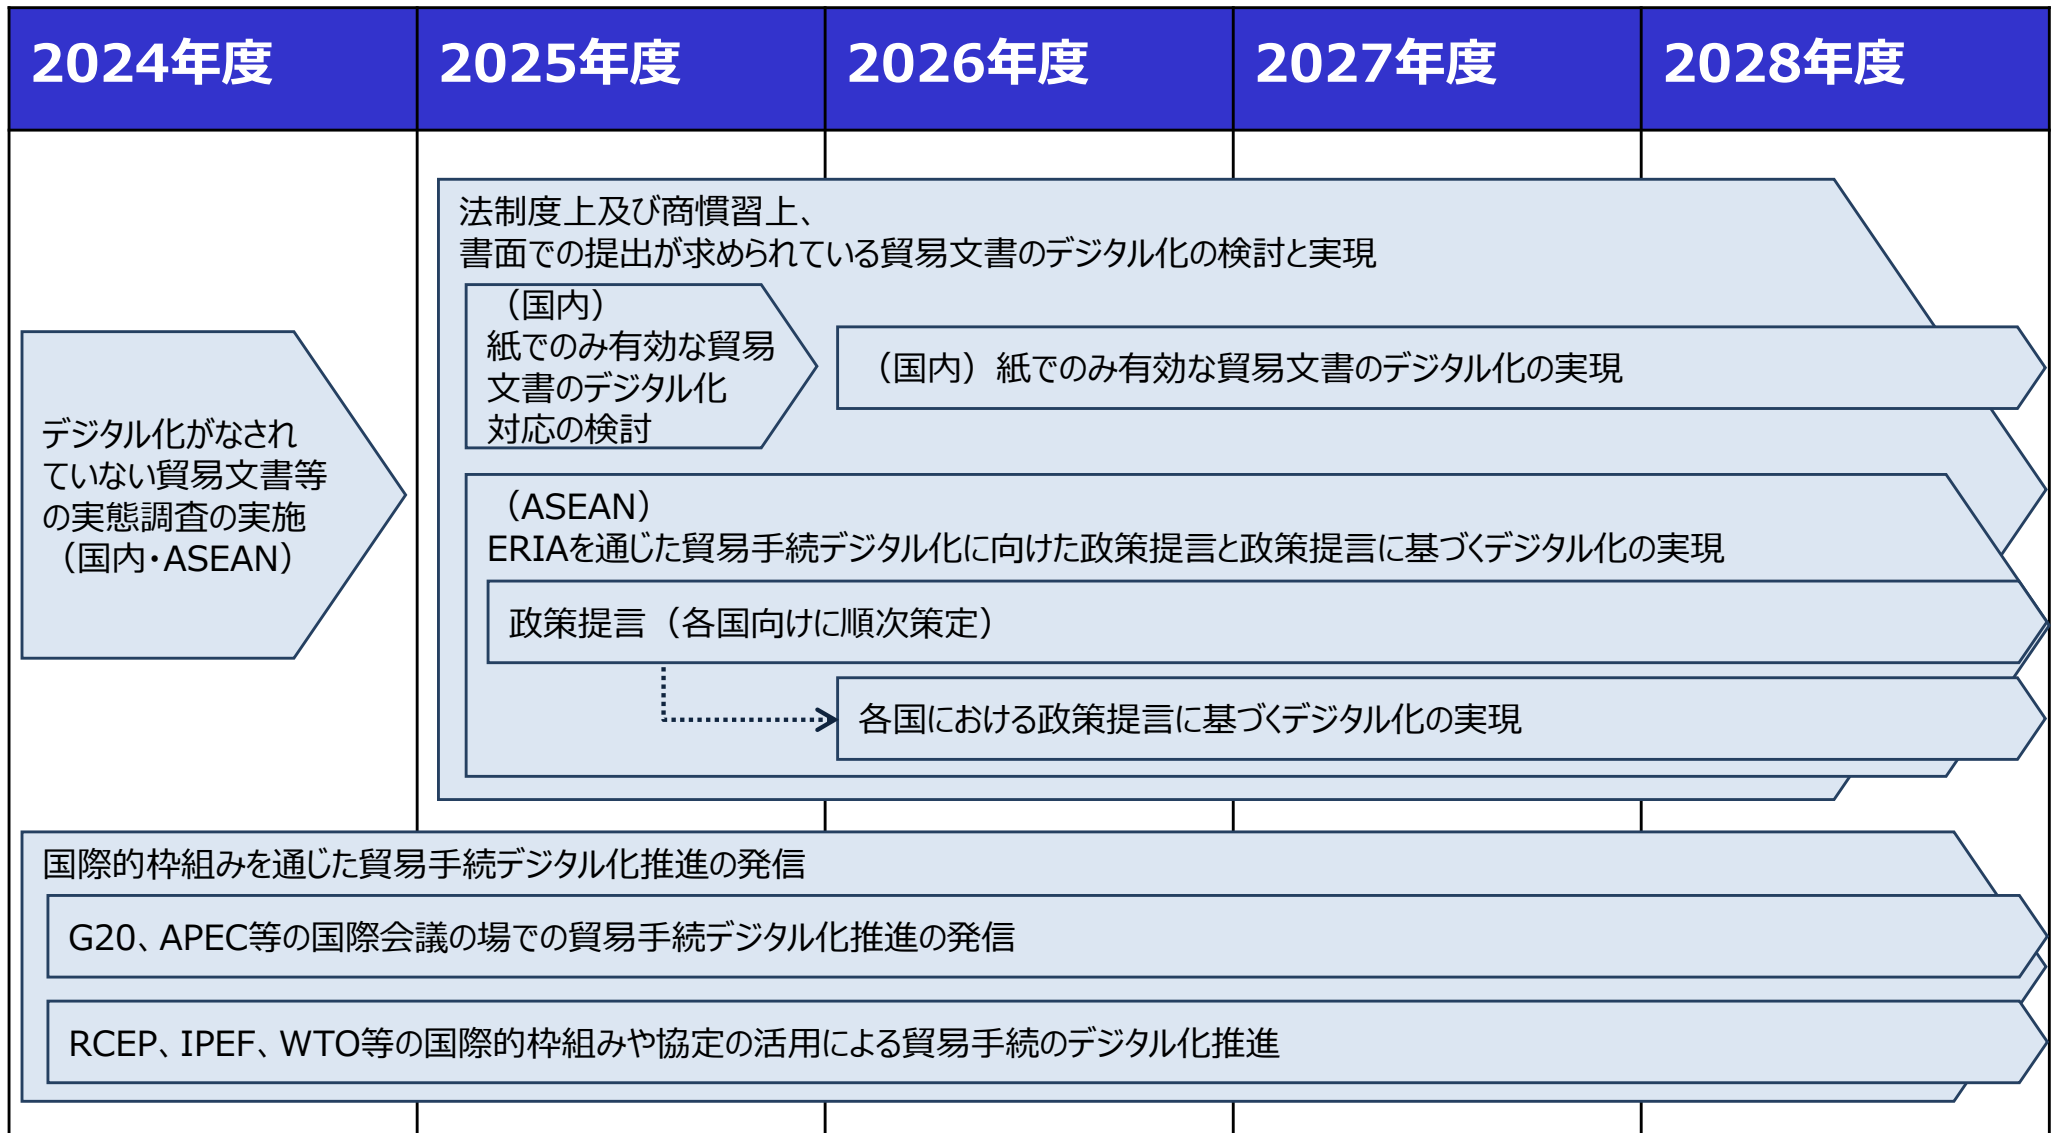 2024年度
2025年度
2026年度
2027年度
2028年度
デジタル化がなされ
ていない貿易文書等
の実態調査の実施
（国内・ASEAN）
法制度上及び商慣習上、
書面での提出が求められている貿易文書のデジタル化の検討と実現
（国内）
紙でのみ有効な貿易
文書のデジタル化
対応の検討
（国内）紙でのみ有効な貿易文書のデジタル化の実現
（ASEAN）
ERIAを通じた貿易手続デジタル化に向けた政策提言と政策提言に基づくデジタル化の実現
政策提言（各国向けに順次策定）
各国における政策提言に基づくデジタル化の実現
国際的枠組みを通じた貿易手続デジタル化推進の発信
G20、APEC等の国際会議の場での貿易手続デジタル化推進の発信
RCEP、IPEF、WTO等の国際的枠組みや協定の活用による貿易手続のデジタル化推進